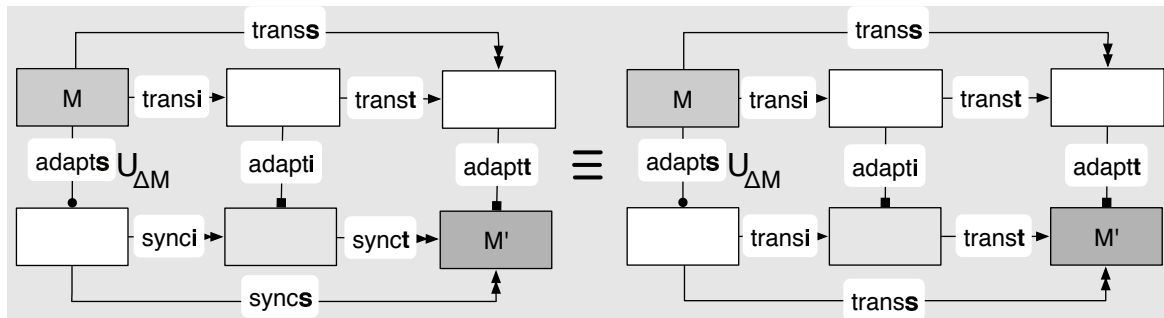 transs
M transi transt
adapts U ΔM adapti adaptt
synci synct M'
syncs
≡
transs
M transi transt
adapts U ΔM adapti adaptt
transi transt M'
transs